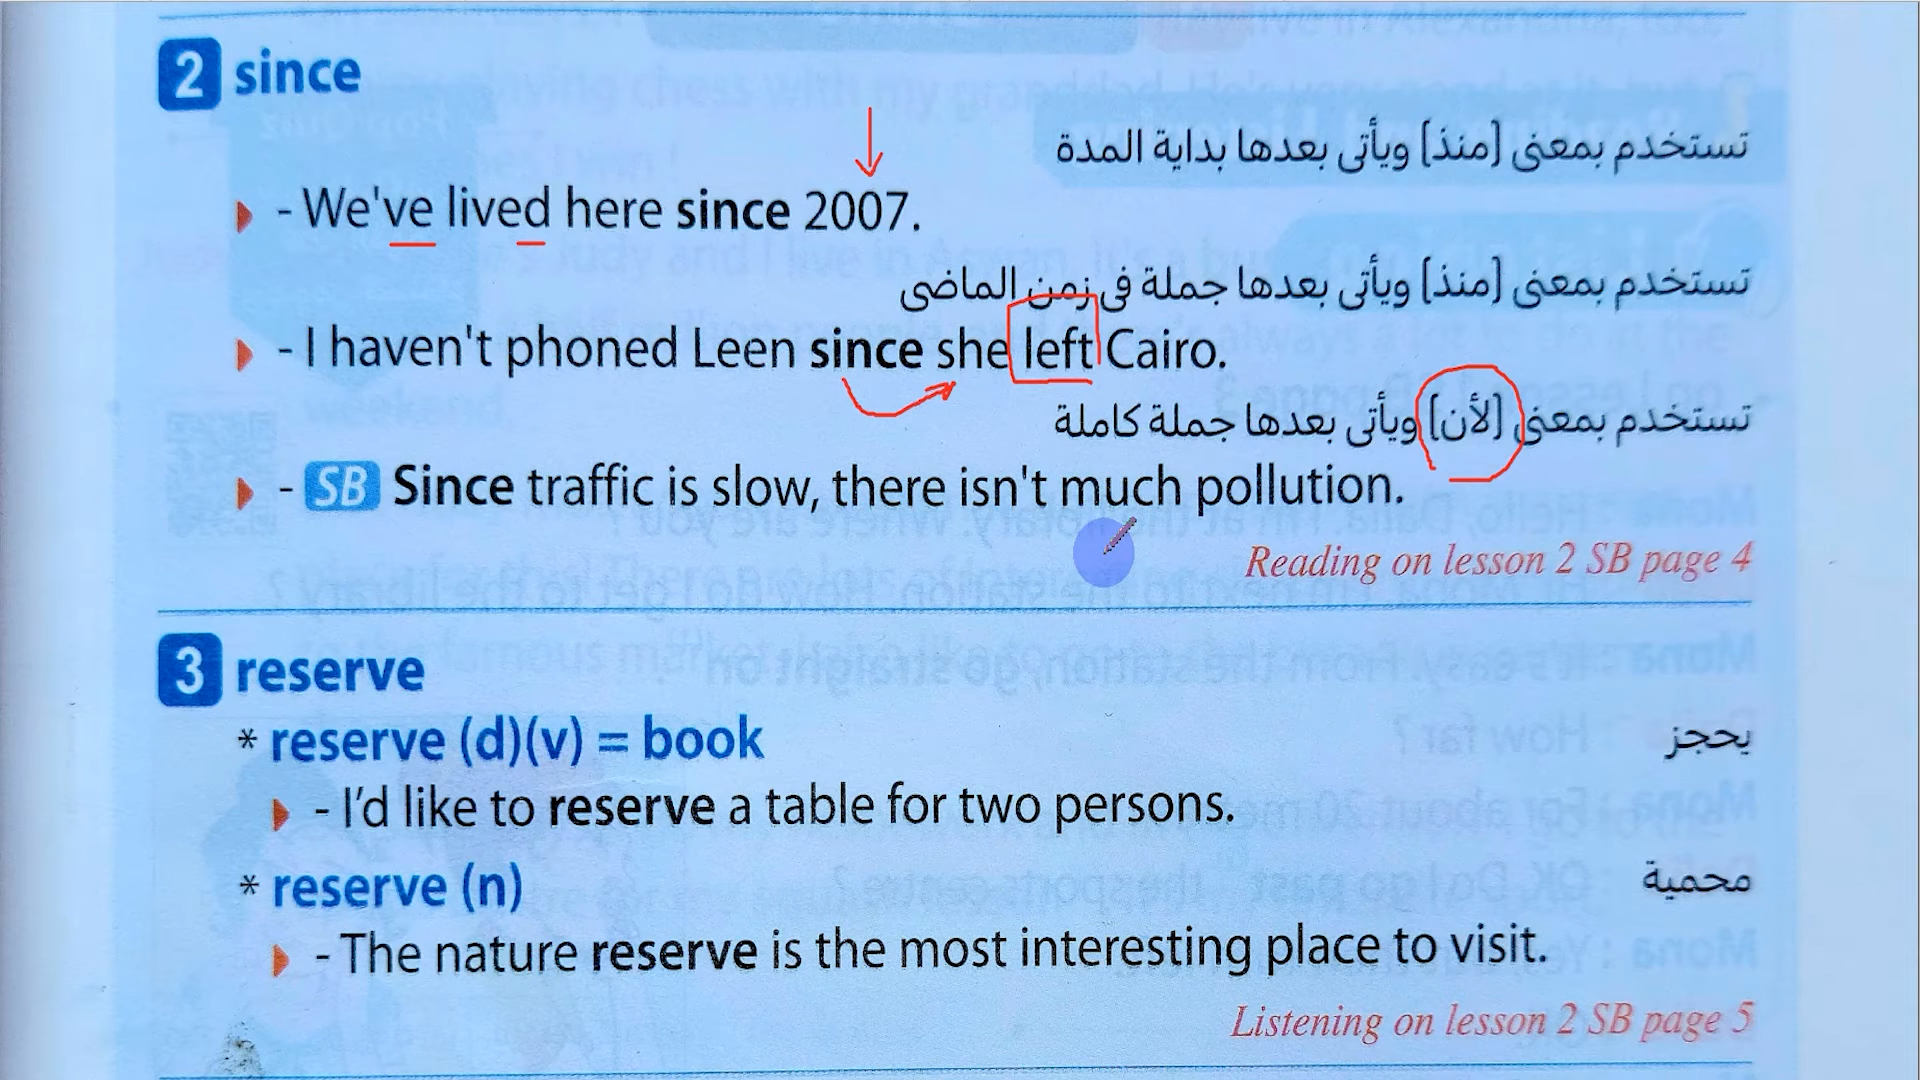 2 since
تستخدم بمعنى [منذ] ويأتى بعدها بداية المدة
- We've lived here since 2007.
تستخدم بمعنى [منذ] ويأتى بعدها جملة فى زمن الماضى
- I haven't phoned Leen since she left Cairo.
تستخدم بمعنى [لأن] ويأتى بعدها جملة كاملة
- SB Since traffic is slow, there isn't much pollution.
Reading on lesson 2 SB page 4
3 reserve
* reserve (d)(v) = book يحجز
- I'd like to reserve a table for two persons.
* reserve (n) محمية
- The nature reserve is the most interesting place to visit.
Listening on lesson 2 SB page 5